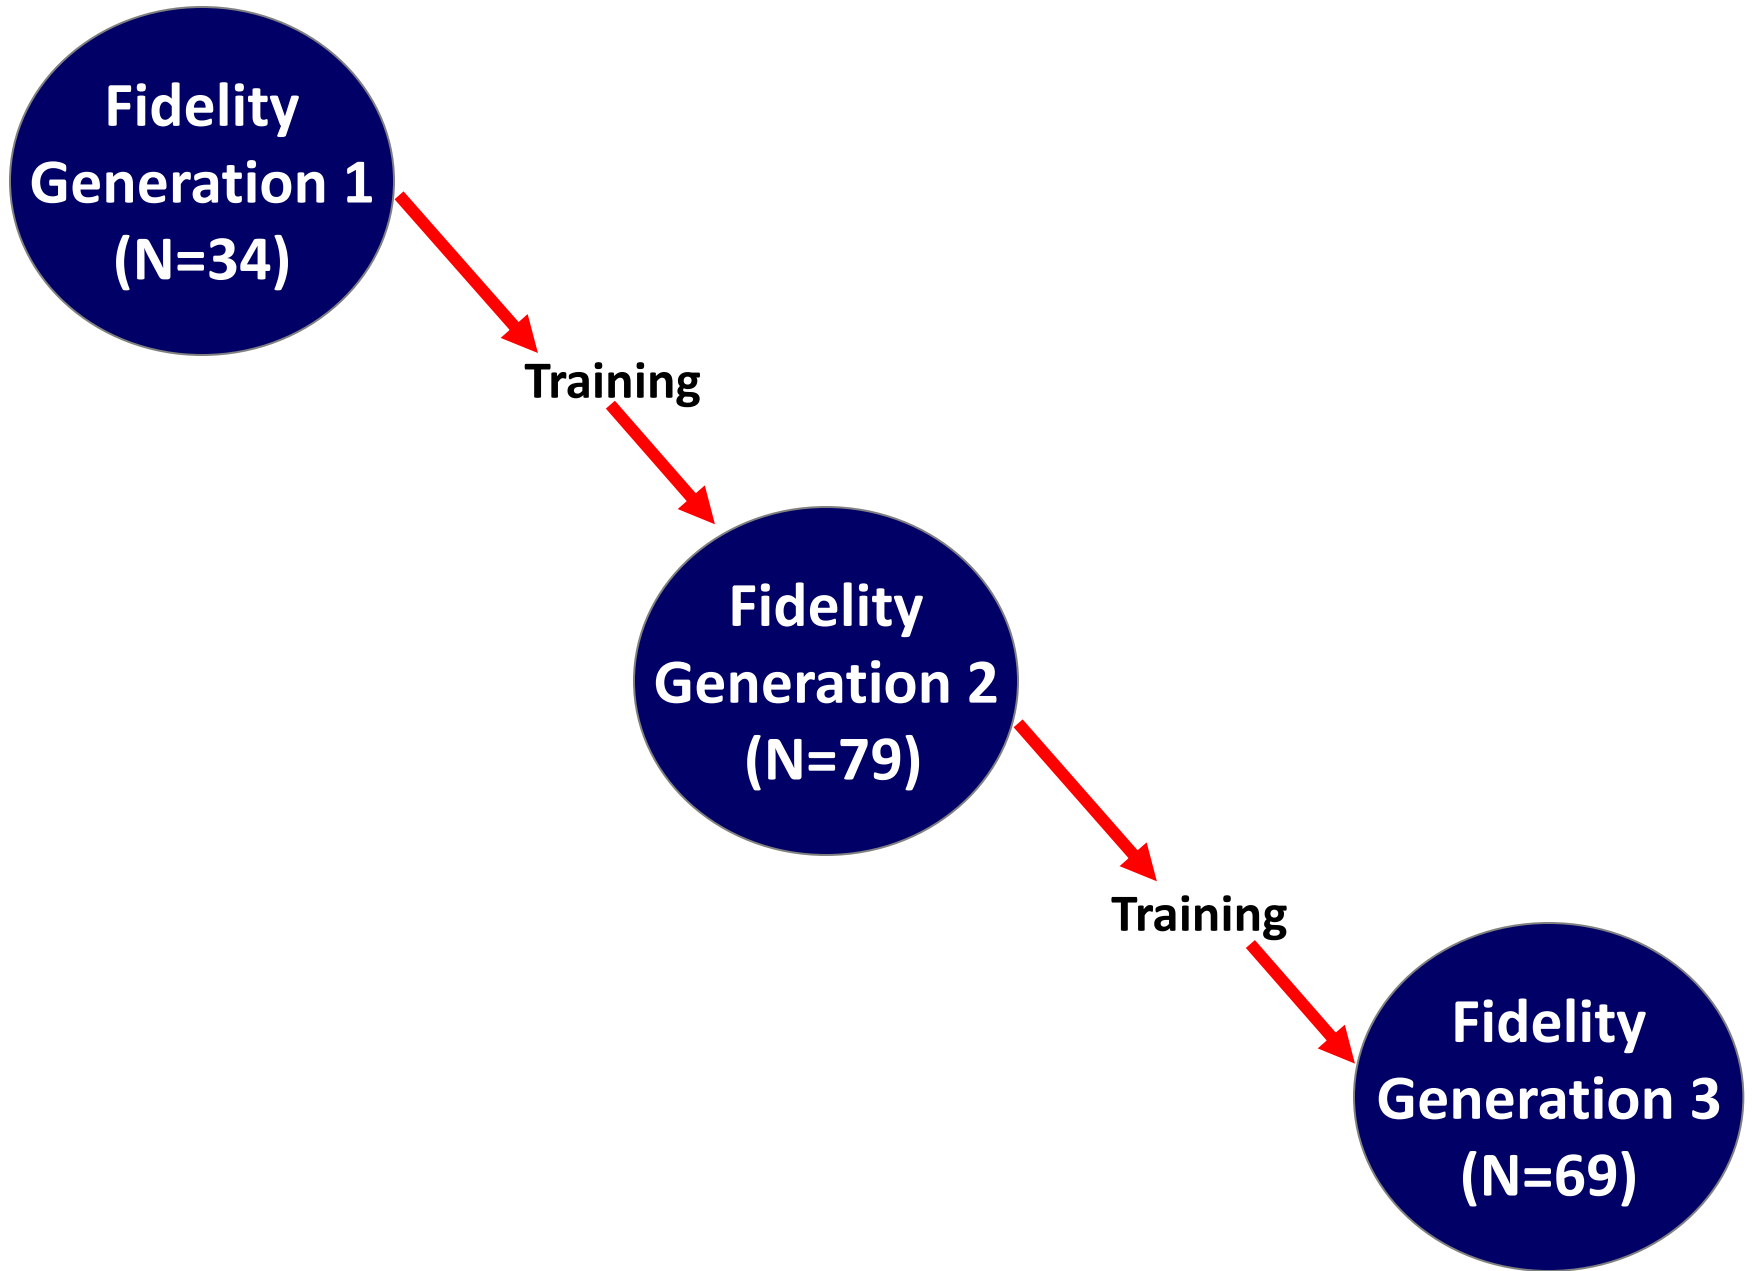 Fidelity
Generation 1
(N=34)
Training
Fidelity
Generation 2
(N=79)
Training
Fidelity
Generation 3
(N=69)